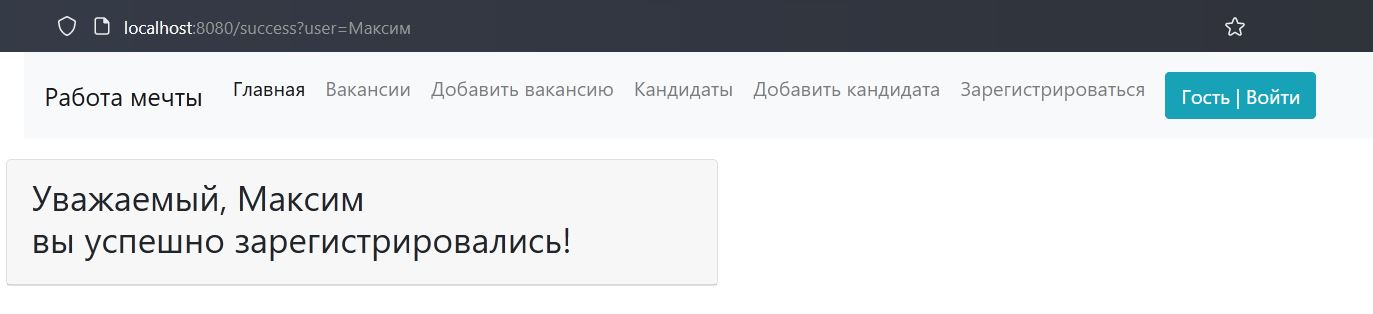 localhost:8080/success?user=Максим
Работа мечты Главная Вакансии Добавить вакансию Кандидаты Добавить кандидата Зарегистрироваться Гость | Войти
Уважаемый, Максим
вы успешно зарегистрировались!